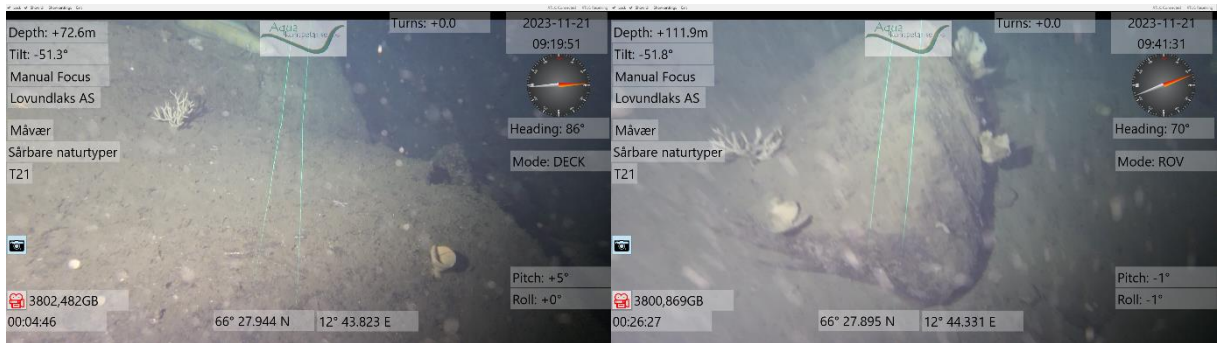 Turns: +0.0
2023-11-21
09:19:51
Depth: +72.6m
Tilt: -51.3°
Manual Focus
Lovundlaks AS
Måvær
Sårbare naturtyper
T21
Aqua
Heading: 86°
Mode: DECK
Pitch: +5°
Roll: +0°
3802,482GB
00:04:46
66° 27.944 N
12° 43.823 E
Turns: +0.0
2023-11-21
09:41:31
Depth: +111.9m
Tilt: -51.8°
Manual Focus
Lovundlaks AS
Måvær
Sårbare naturtyper
T21
Aqua
Heading: 70°
Mode: ROV
Pitch: -1°
Roll: -1°
3800,869GB
00:26:27
66° 27.895 N
12° 44.331 E